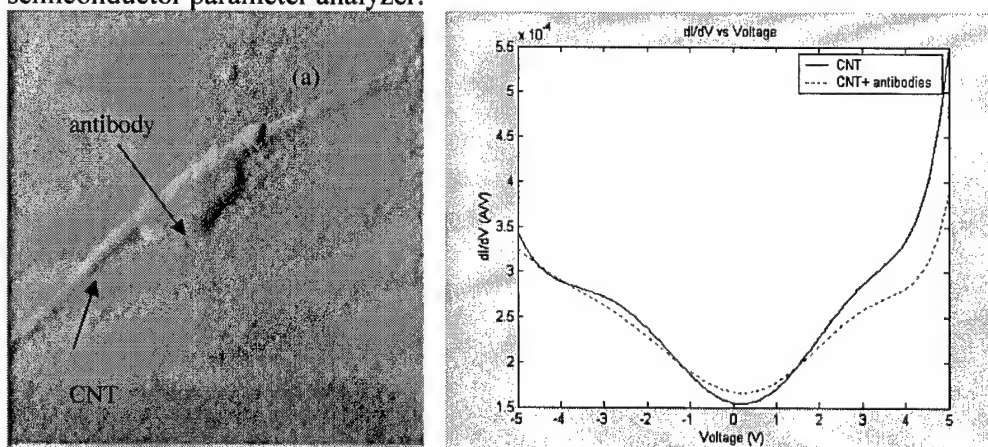 semiconductor parameter analyzer.
(a)
antibody
CNT
x 10⁻⁴
dI/dV vs Voltage
CNT
CNT+ antibodies
5.5
5
4.5
4
3.5
3
2.5
2
1.5
dI/dV (A/V)
-5 -4 -3 -2 -1 0 1 2 3 4 5
Voltage (V)